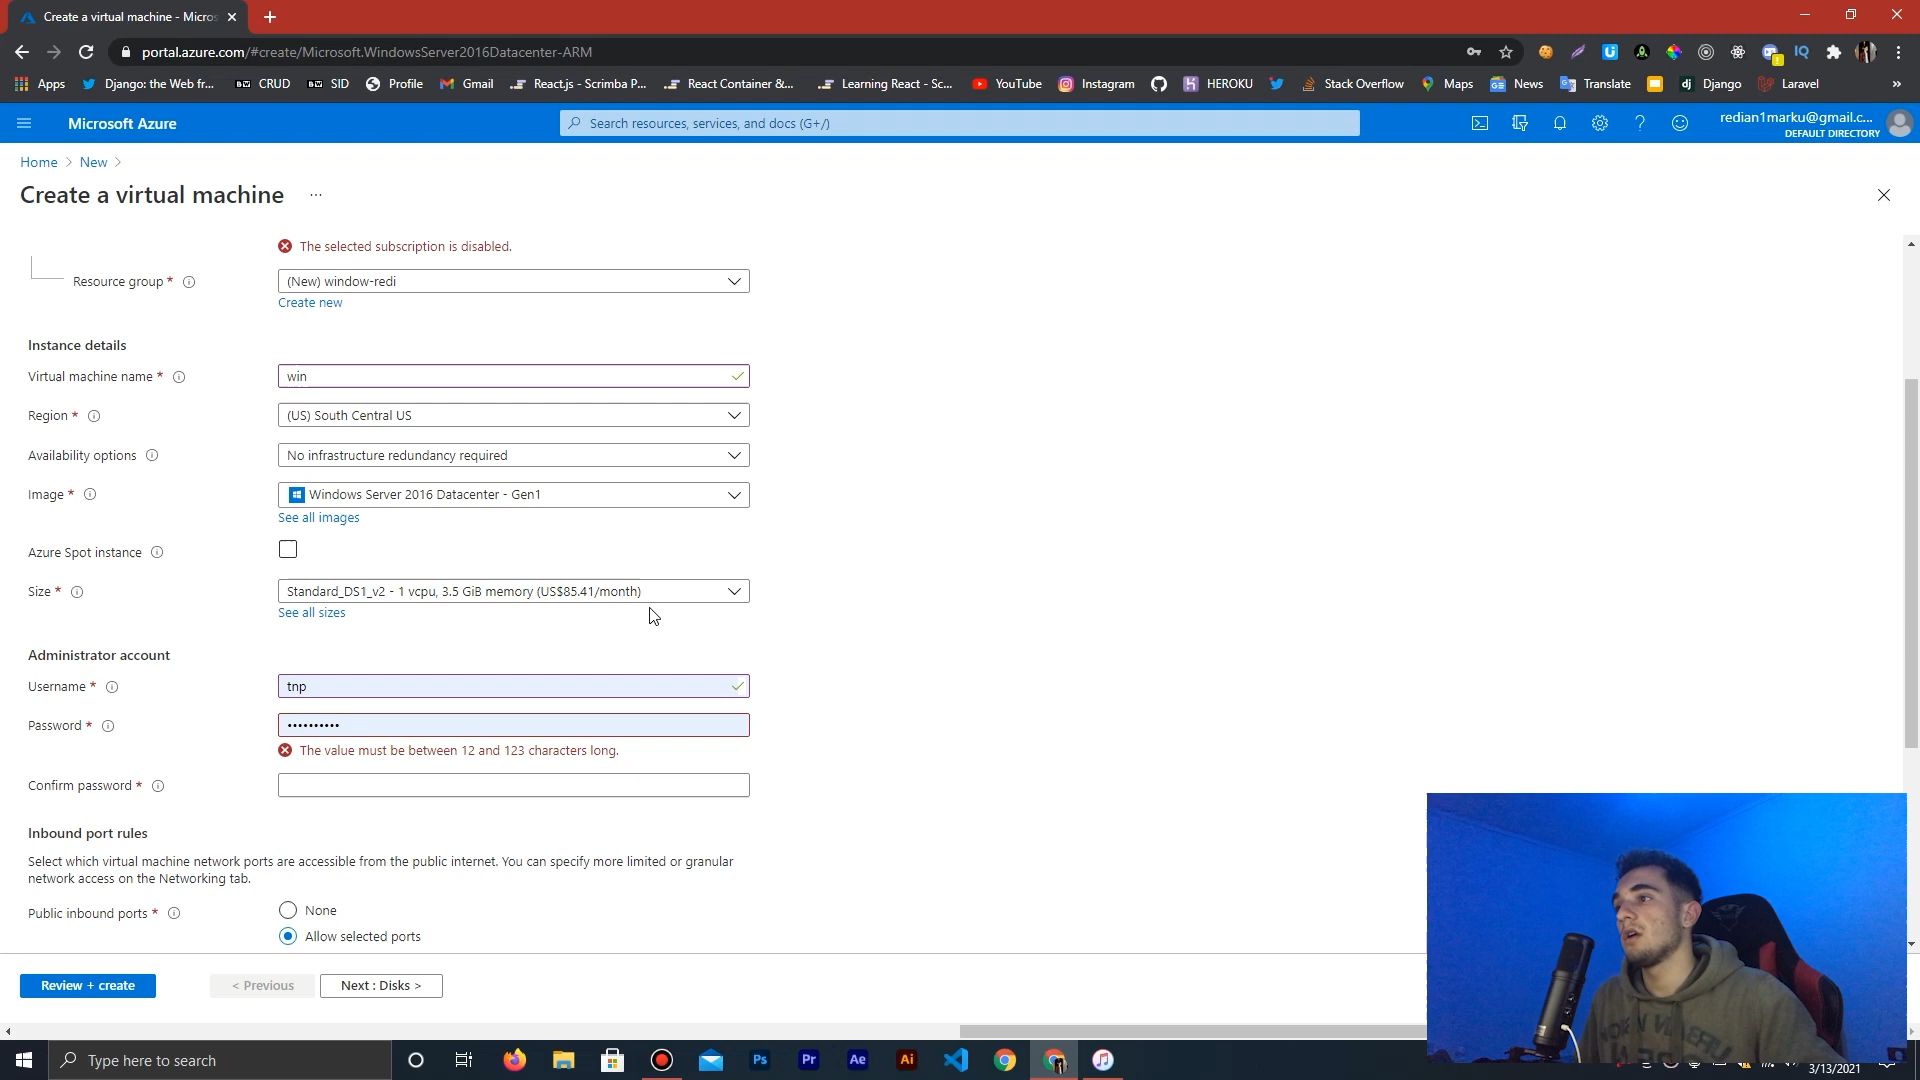 Create a virtual machine - Micros
portal.azure.com/#create/Microsoft.WindowsServer2016Datacenter-ARM
Apps
Django: the Web fr...
CRUD
SID
Profile
Gmail
React.js - Scrimba P...
React Container &...
Learning React - Sc...
YouTube
Instagram
HEROKU
Stack Overflow
Maps
News
Translate
dj Django
Laravel
Microsoft Azure
Search resources, services, and docs (G+/)
redian1marku@gmail.c...
DEFAULT DIRECTORY
Home > New >
Create a virtual machine
The selected subscription is disabled.
Resource group *
(New) window-redi
Create new
Instance details
Virtual machine name *
win
Region *
(US) South Central US
Availability options
No infrastructure redundancy required
Image *
Windows Server 2016 Datacenter - Gen1
See all images
Azure Spot instance
Size *
Standard_DS1_v2 - 1 vcpu, 3.5 GiB memory (US$85.41/month)
See all sizes
Administrator account
Username *
tnp
Password *
••••••••••
The value must be between 12 and 123 characters long.
Confirm password *
Inbound port rules
Select which virtual machine network ports are accessible from the public internet. You can specify more limited or granular
network access on the Networking tab.
Public inbound ports *
None
Allow selected ports
Review + create
< Previous
Next : Disks >
Type here to search
Ps
Pr
Ae
Ai
3/13/2021